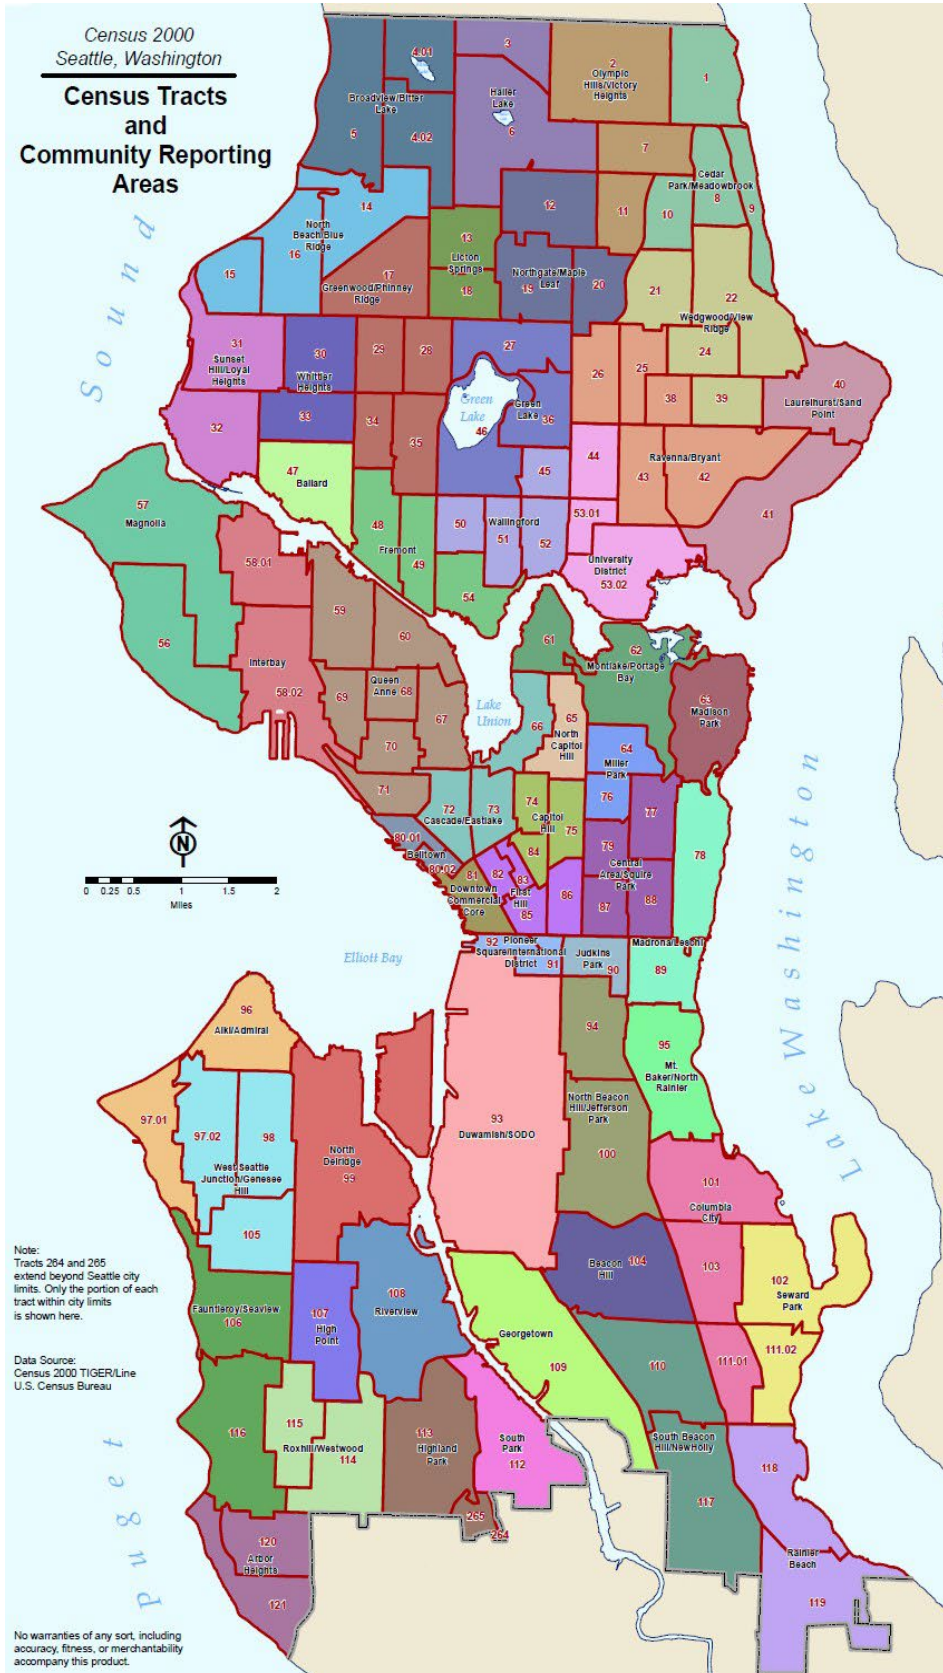 Census 2000
Seattle, Washington
Census Tracts
and
Community Reporting
Areas
4.01
3
2
Olympic
Hills/Victory
Heights
1
Broadview/Bitter
Lake
Haller
Lake
5
4.02
6
7
Cedar
Park/Meadowbrook
8
9
14
12
11
10
North
Beach/Blue
Ridge
16
13
Licton
Springs
15
17
Greenwood/Phinney
Ridge
18
Northgate/Maple
Leaf
19
20
21
22
Wedgwood/View
Ridge
31
Sunset
Hill/Loyal
Heights
30
Whittier
Heights
29
28
27
26
25
24
40
Laurelhurst/Sand
Point
Green
Lake
Green
Lake
36
38
39
32
33
34
46
35
44
Ravenna/Bryant
43
42
47
Ballard
45
41
57
Magnolia
48
Fremont
49
50
Wallingford
51
52
53.01
University
District
53.02
58.01
54
59
60
56
61
62
Montlake/Portage
Bay
Interbay
58.02
Queen
Anne
68
69
67
Lake
Union
66
65
North
Capitol
Hill
63
Madison
Park
70
64
Miller
Park
71
72
73
Cascade/Eastlake
74
Capitol
Hill
75
76
77
78
80.01
Belltown
80.02
84
79
Central
Area/Squire
Park
81
Downtown
Commercial
Core
82
83
First
Hill
85
86
87
88
N
0 0.25 0.5 1 1.5 2
Miles
92
Pioneer
Square/International
District
91
Judkins
Park
90
Madrona/Leschi
89
Elliott Bay
96
Alki/Admiral
94
95
Mt.
Baker/North
Rainier
97.01
97.02
98
North
Delridge
99
93
Duwamish/SODO
North Beacon
Hill/Jefferson
Park
100
West Seattle
Junction/Genesee
Hill
105
101
Columbia
City
Beacon
Hill
104
103
102
Seward
Park
Note:
Tracts 264 and 265
extend beyond Seattle city
limits. Only the portion of each
tract within city limits
is shown here.
Fauntleroy/Seaview
106
107
High
Point
108
Riverview
Georgetown
109
110
111.01
111.02
Data Source:
Census 2000 TIGER/Line
U.S. Census Bureau
116
115
Roxhill/Westwood
114
113
Highland
Park
South
Park
112
South Beacon
Hill/NewHolly
118
117
265
264
120
Arbor
Heights
121
Rainier
Beach
119
Puget
Sound
Lake Washington
No warranties of any sort, including
accuracy, fitness, or merchantability
accompany this product.